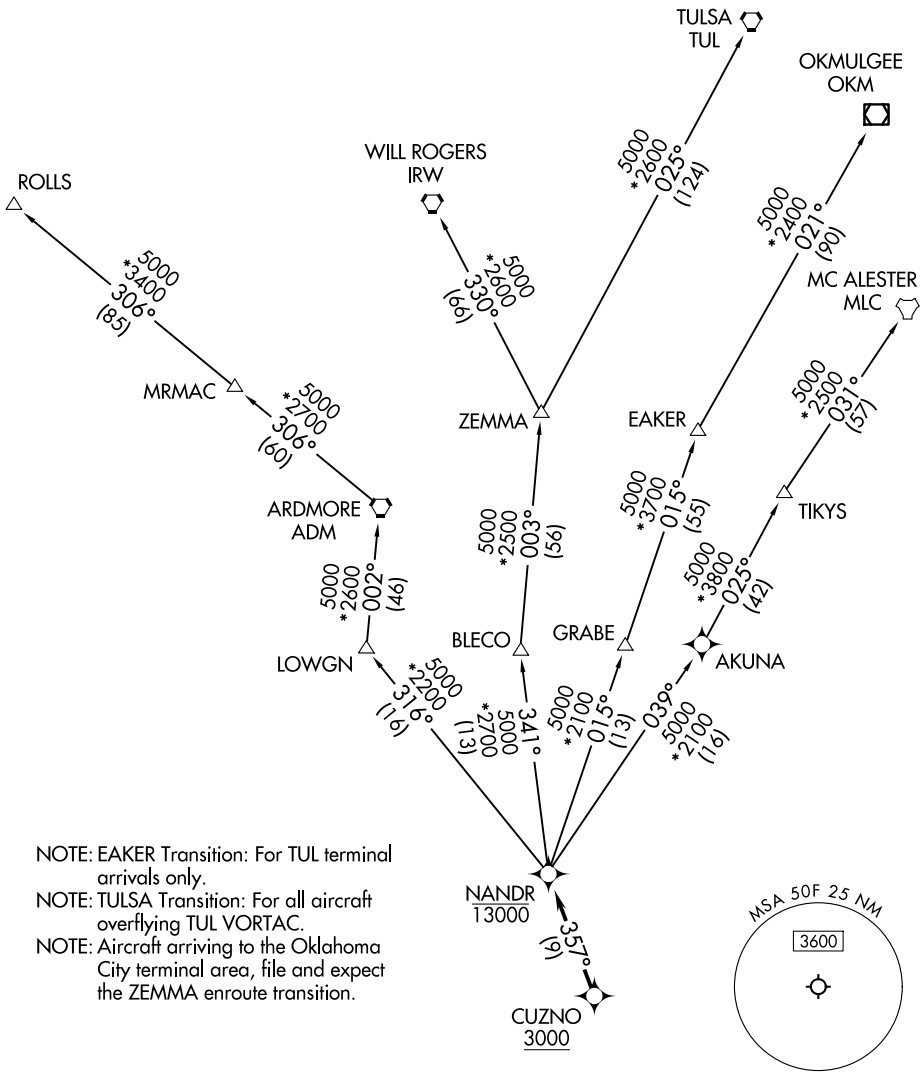 TULSA
TUL
OKMULGEE
OKM
WILL ROGERS
IRW
ROLLS
5000
*2600
025°
(124)
5000
*2400
021°
(90)
MC ALESTER
MLC
5000
*3400
306°
(85)
5000
*2600
330°
(66)
MRMAC
5000
*2700
306°
(60)
ZEMMA
EAKER
5000
*2500
031°
(57)
ARDMORE
ADM
5000
*2500
003°
(56)
5000
*3700
015°
(55)
TIKYS
5000
*2600
002°
(46)
5000
*3800
025°
(42)
LOWGN
BLECO
GRABE
AKUNA
5000
*2200
316°
(16)
341°
5000
*2700
(13)
5000
*2100
015°
(13)
039°
5000
*2100
(16)
NOTE: EAKER Transition: For TUL terminal
arrivals only.
NOTE: TULSA Transition: For all aircraft
overflying TUL VORTAC.
NOTE: Aircraft arriving to the Oklahoma
City terminal area, file and expect
the ZEMMA enroute transition.
NANDR
13000
357°
(9)
CUZNO
3000
MSA 50F 25 NM
3600